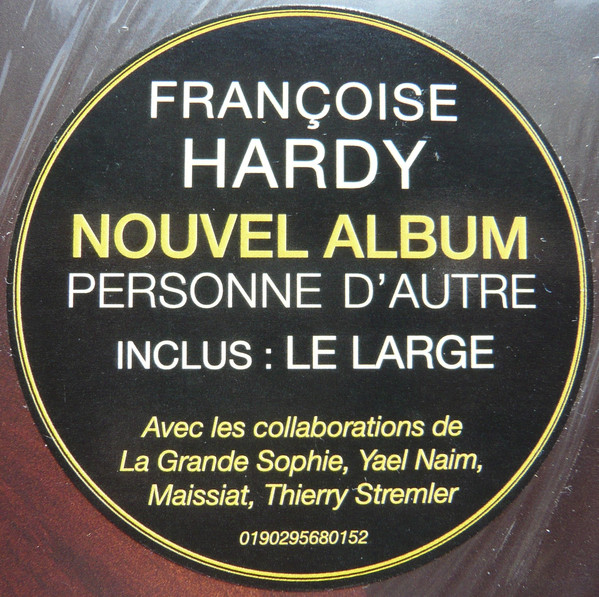 FRANÇOISE
HARDY
NOUVEL ALBUM
PERSONNE D'AUTRE
INCLUS : LE LARGE
Avec les collaborations de
La Grande Sophie, Yael Naim,
Maissiat, Thierry Stremler
0190295680152